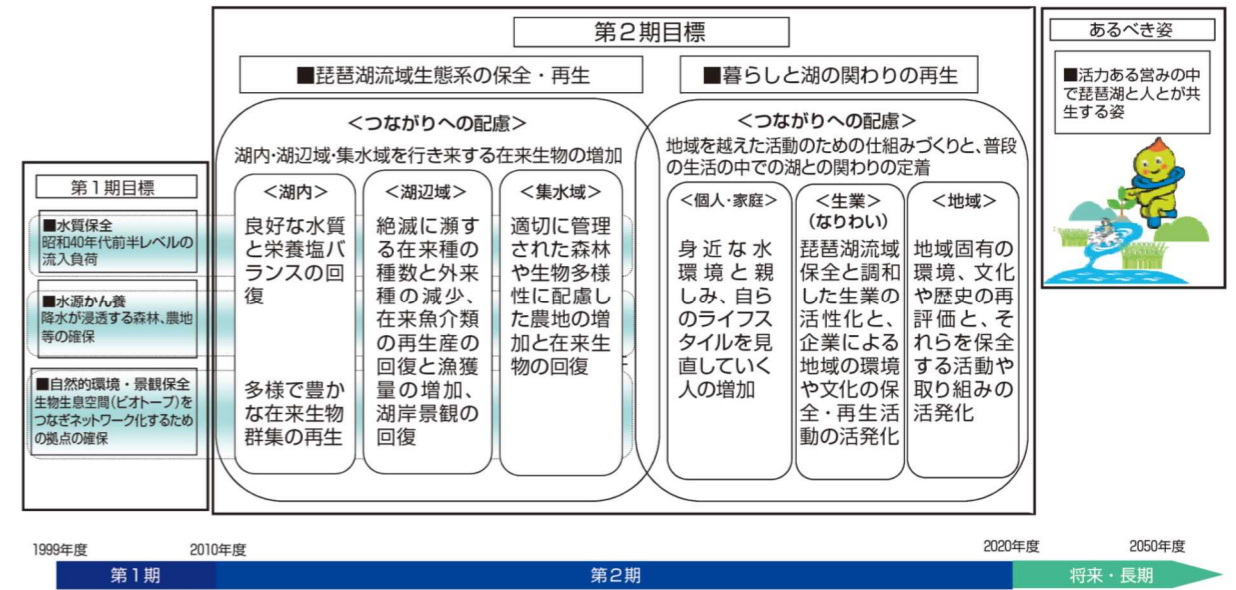 第1期目標
■水質保全
昭和40年代前半レベルの
流入負荷
■水源かん養
降水が浸透する森林、農地
等の確保
■自然的環境・景観保全
生物生息空間(ビオトープ)を
つなぎネットワーク化するため
の拠点の確保
第2期目標
■琵琶湖流域生態系の保全・再生
<つながりへの配慮>
湖内・湖辺域・集水域を行き来する在来生物の増加
<湖内>
良好な水質
と栄養塩バ
ランスの回
復
多様で豊か
な在来生物
群集の再生
<湖辺域>
絶滅に瀕す
る在来種の
種数と外来
種の減少、
在来魚介類
の再生産の
回復と漁獲
量の増加、
湖岸景観の
回復
<集水域>
適切に管理
された森林
や生物多様
性に配慮し
た農地の増
加と在来生
物の回復
■暮らしと湖の関わりの再生
<つながりへの配慮>
地域を越えた活動のための仕組みづくりと、普段
の生活の中での湖との関わりの定着
<個人・家庭>
身近な水
環境と親
しみ、自ら
のライフス
タイルを見
直していく
人の増加
<生業>
(なりわい)
琵琶湖流域
保全と調和
した生業の
活性化と、
企業による
地域の環境
や文化の保
全・再生活
動の活発化
<地域>
地域固有の
環境、文化
や歴史の再
評価と、そ
れらを保全
する活動や
取り組みの
活発化
あるべき姿
■活力ある営みの中
で琵琶湖と人とが共
生する姿
1999年度
2010年度
2020年度
2050年度
第1期
第2期
将来・長期